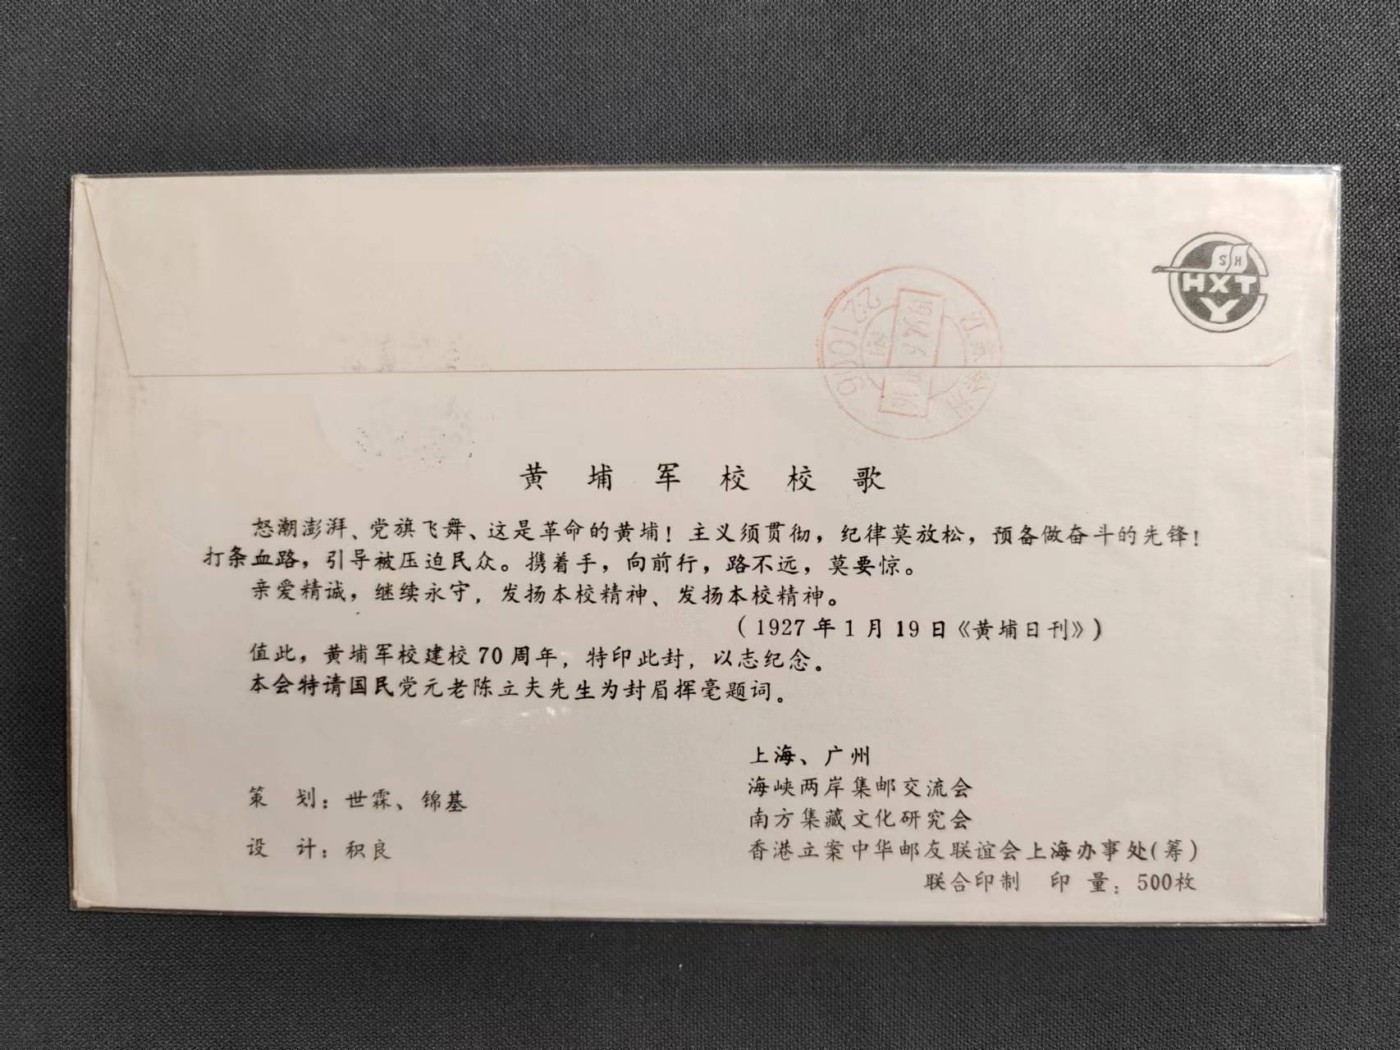 SH
HXT
Y
黄埔军校校歌
怒潮澎湃、党旗飞舞、这是革命的黄埔！主义须贯彻，纪律莫放松，预备做奋斗的先锋！
打条血路，引导被压迫民众。携着手，向前行，路不远，莫要惊。
亲爱精诚，继续永守，发扬本校精神、发扬本校精神。
(1927年1月19日《黄埔日刊》)
值此，黄埔军校建校70周年，特印此封，以志纪念。
本会特请国民党元老陈立夫先生为封眉挥毫题词。
上海、广州
海峡两岸集邮交流会
南方集藏文化研究会
香港立案中华邮友联谊会上海办事处(筹)
联合印制 印量：500枚
策 划：世霖、锦基
设 计：积良